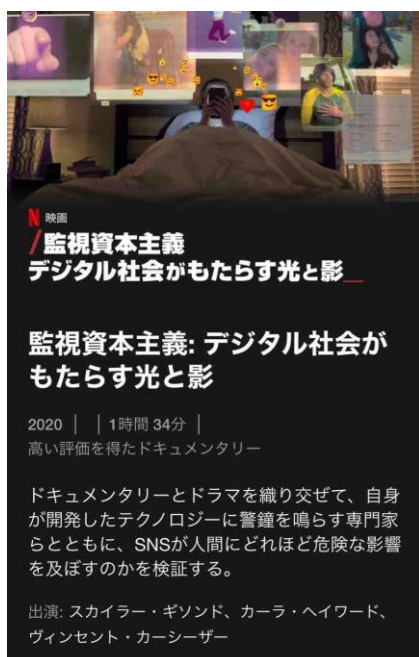 N 映画
/監視資本主義
デジタル社会がもたらす光と影_
監視資本主義: デジタル社会が
もたらす光と影
2020 | | 1時間 34分 |
高い評価を得たドキュメンタリー
ドキュメンタリーとドラマを織り交ぜて、自身
が開発したテクノロジーに警鐘を鳴らす専門家
らとともに、SNSが人間にどれほど危険な影響
を及ぼすのかを検証する。
出演: スカイラー・ギソンド、カーラ・ヘイワード、
ヴィンセント・カーシーザー